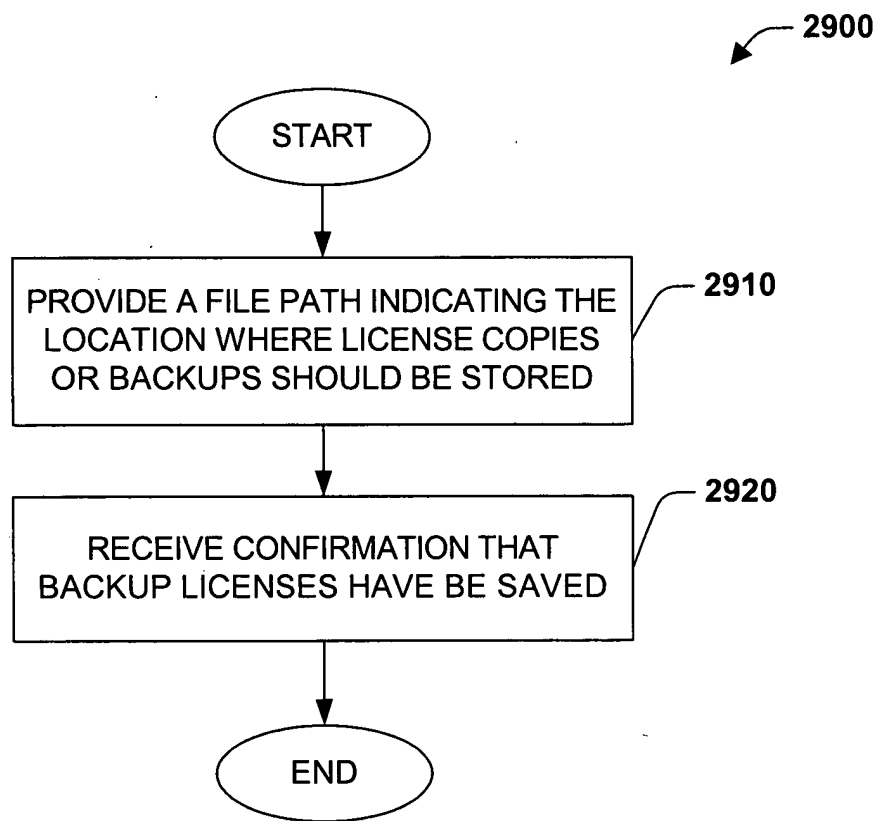 2900
START
PROVIDE A FILE PATH INDICATING THE
LOCATION WHERE LICENSE COPIES
OR BACKUPS SHOULD BE STORED
2910
2920
RECEIVE CONFIRMATION THAT
BACKUP LICENSES HAVE BE SAVED
END